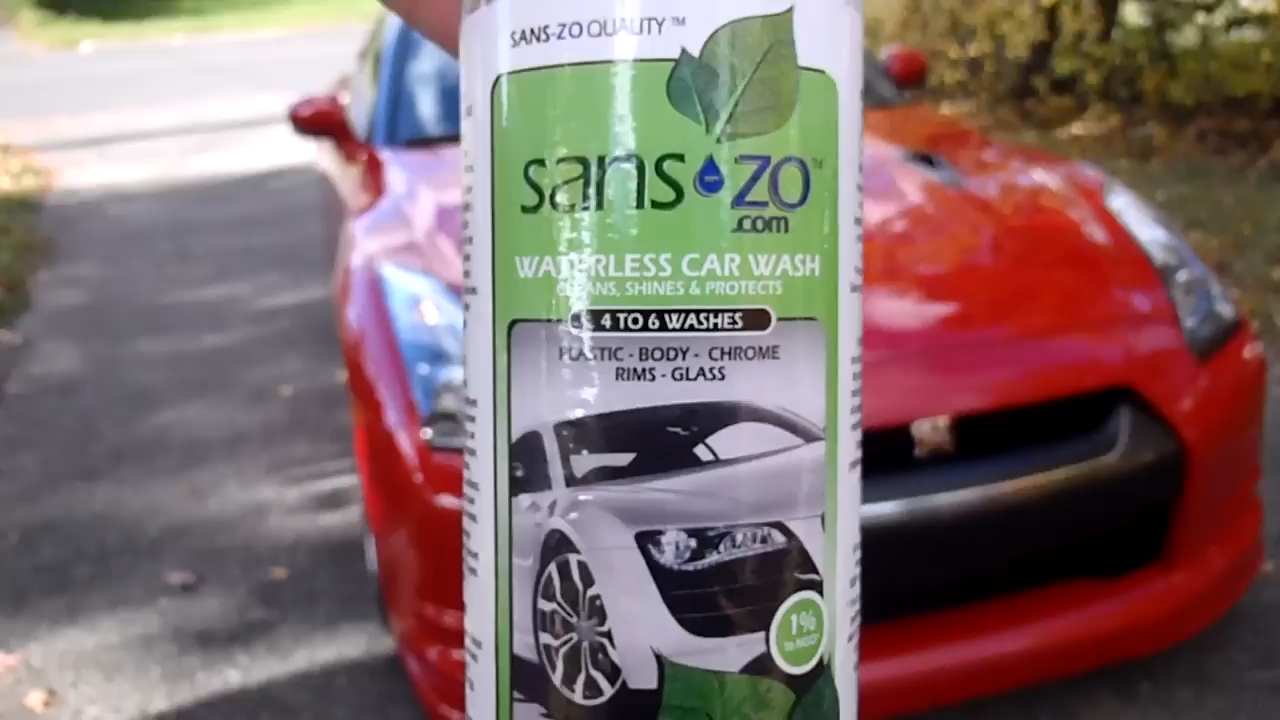 SANS-ZO QUALITY™
sans zo™
.com
WATERLESS CAR WASH
CLEANS, SHINES & PROTECTS
4 TO 6 WASHES
PLASTIC - BODY - CHROME
RIMS - GLASS
1%
to